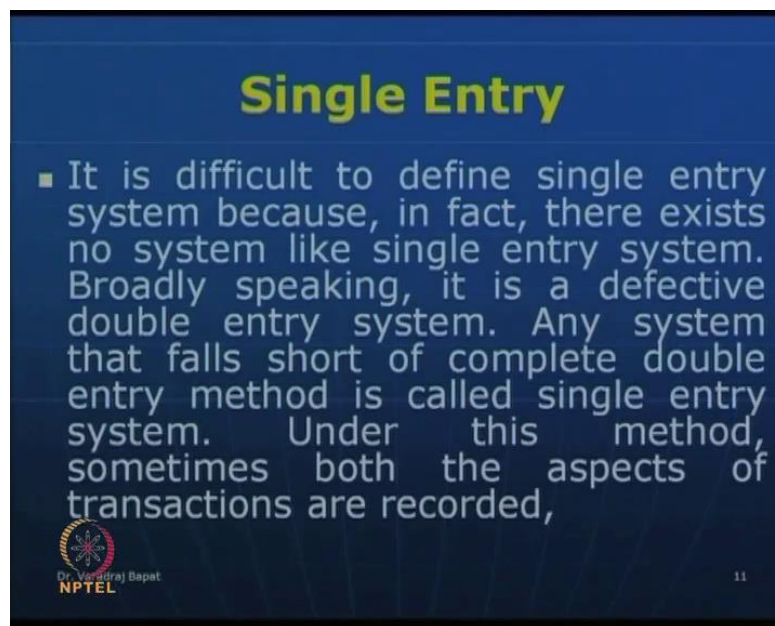 Single Entry
▪ It is difficult to define single entry
system because, in fact, there exists
no system like single entry system.
Broadly speaking, it is a defective
double entry system. Any system
that falls short of complete double
entry method is called single entry
system. Under this method,
sometimes both the aspects of
transactions are recorded,
Dr. Varadraj Bapat
11
NPTEL